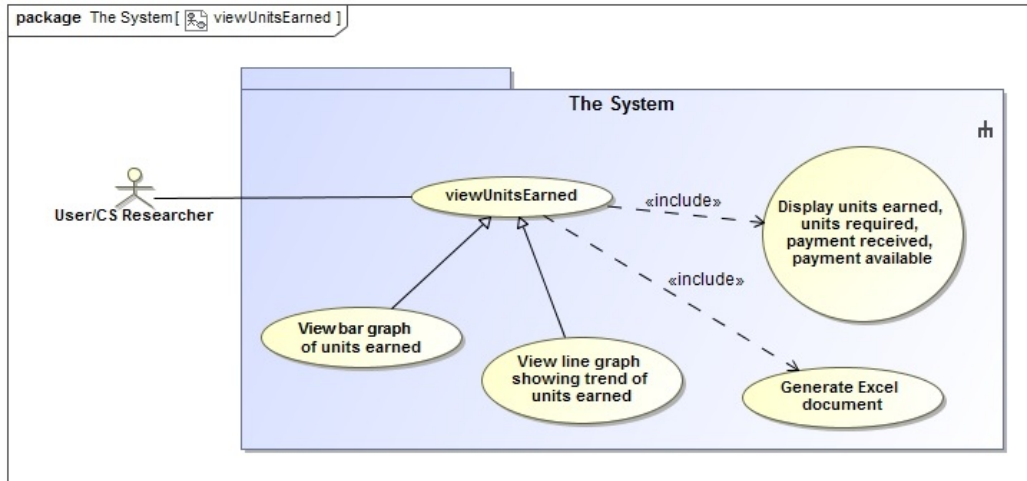 package The System[ viewUnitsEarned ]
The System
User/CS Researcher
viewUnitsEarned
«include»
Display units earned,
units required,
payment received,
payment available
«include»
View bar graph
of units earned
View line graph
showing trend of
units earned
Generate Excel
document